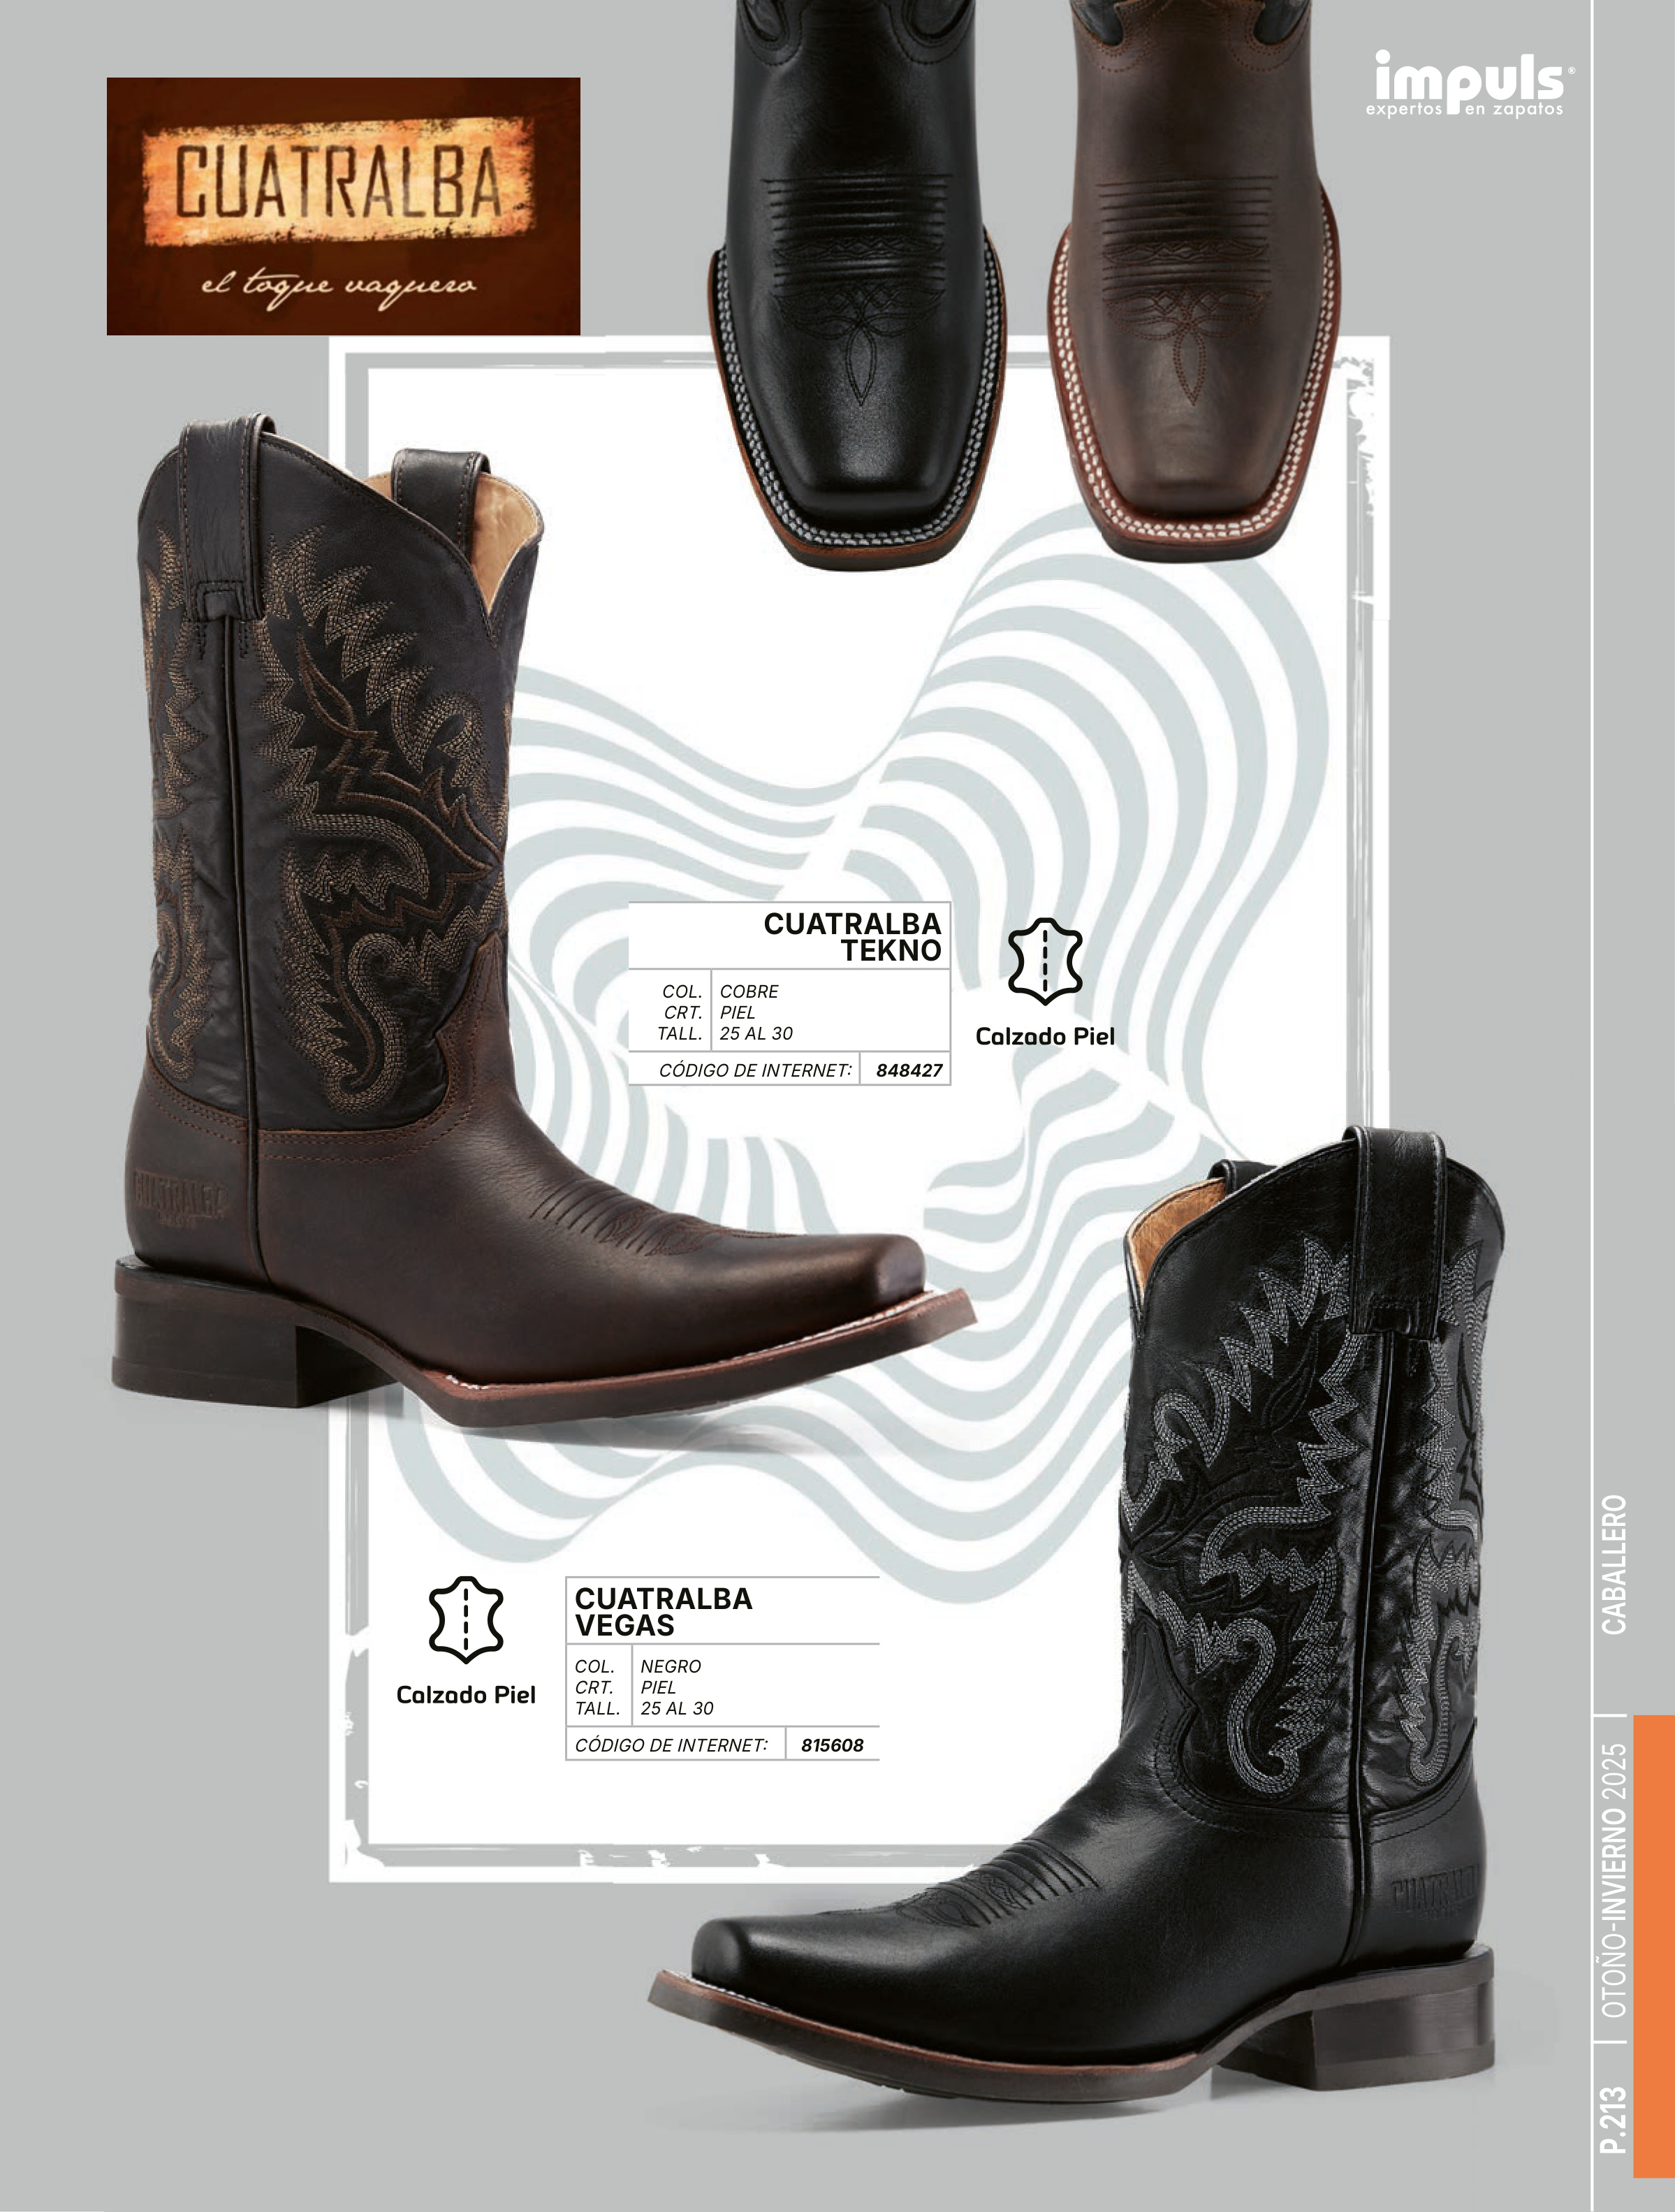 CUATRALBA
el toque vaquero
impuls®
expertos en zapatos
CUATRALBA
TEKNO
COL. COBRE
CRT. PIEL
TALL. 25 AL 30
CÓDIGO DE INTERNET: 848427
Calzado Piel
CUATRALBA
CUATRALBA
VEGAS
COL. NEGRO
CRT. PIEL
TALL. 25 AL 30
CÓDIGO DE INTERNET: 815608
Calzado Piel
CUATRALBA
CABALLERO
OTOÑO-INVIERNO 2025
P.213